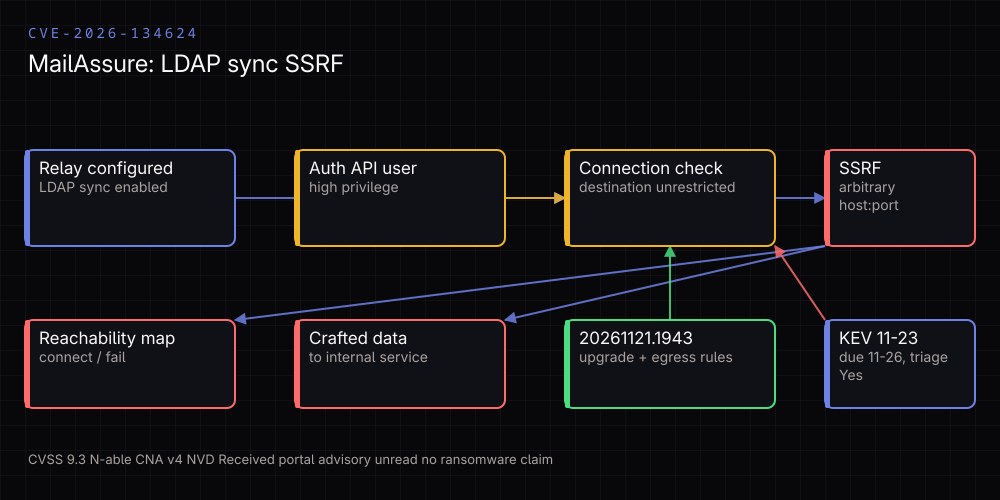 CVE-2026-134624
MailAssure: LDAP sync SSRF
Relay configured
LDAP sync enabled
Auth API user
high privilege
Connection check
destination unrestricted
SSRF
arbitrary
host:port
Reachability map
connect / fail
Crafted data
to internal service
20261121.1943
upgrade + egress rules
KEV 11-23
due 11-26, triage
Yes
CVSS 9.3 N-able CNA v4 NVD Received portal advisory unread no ransomware claim